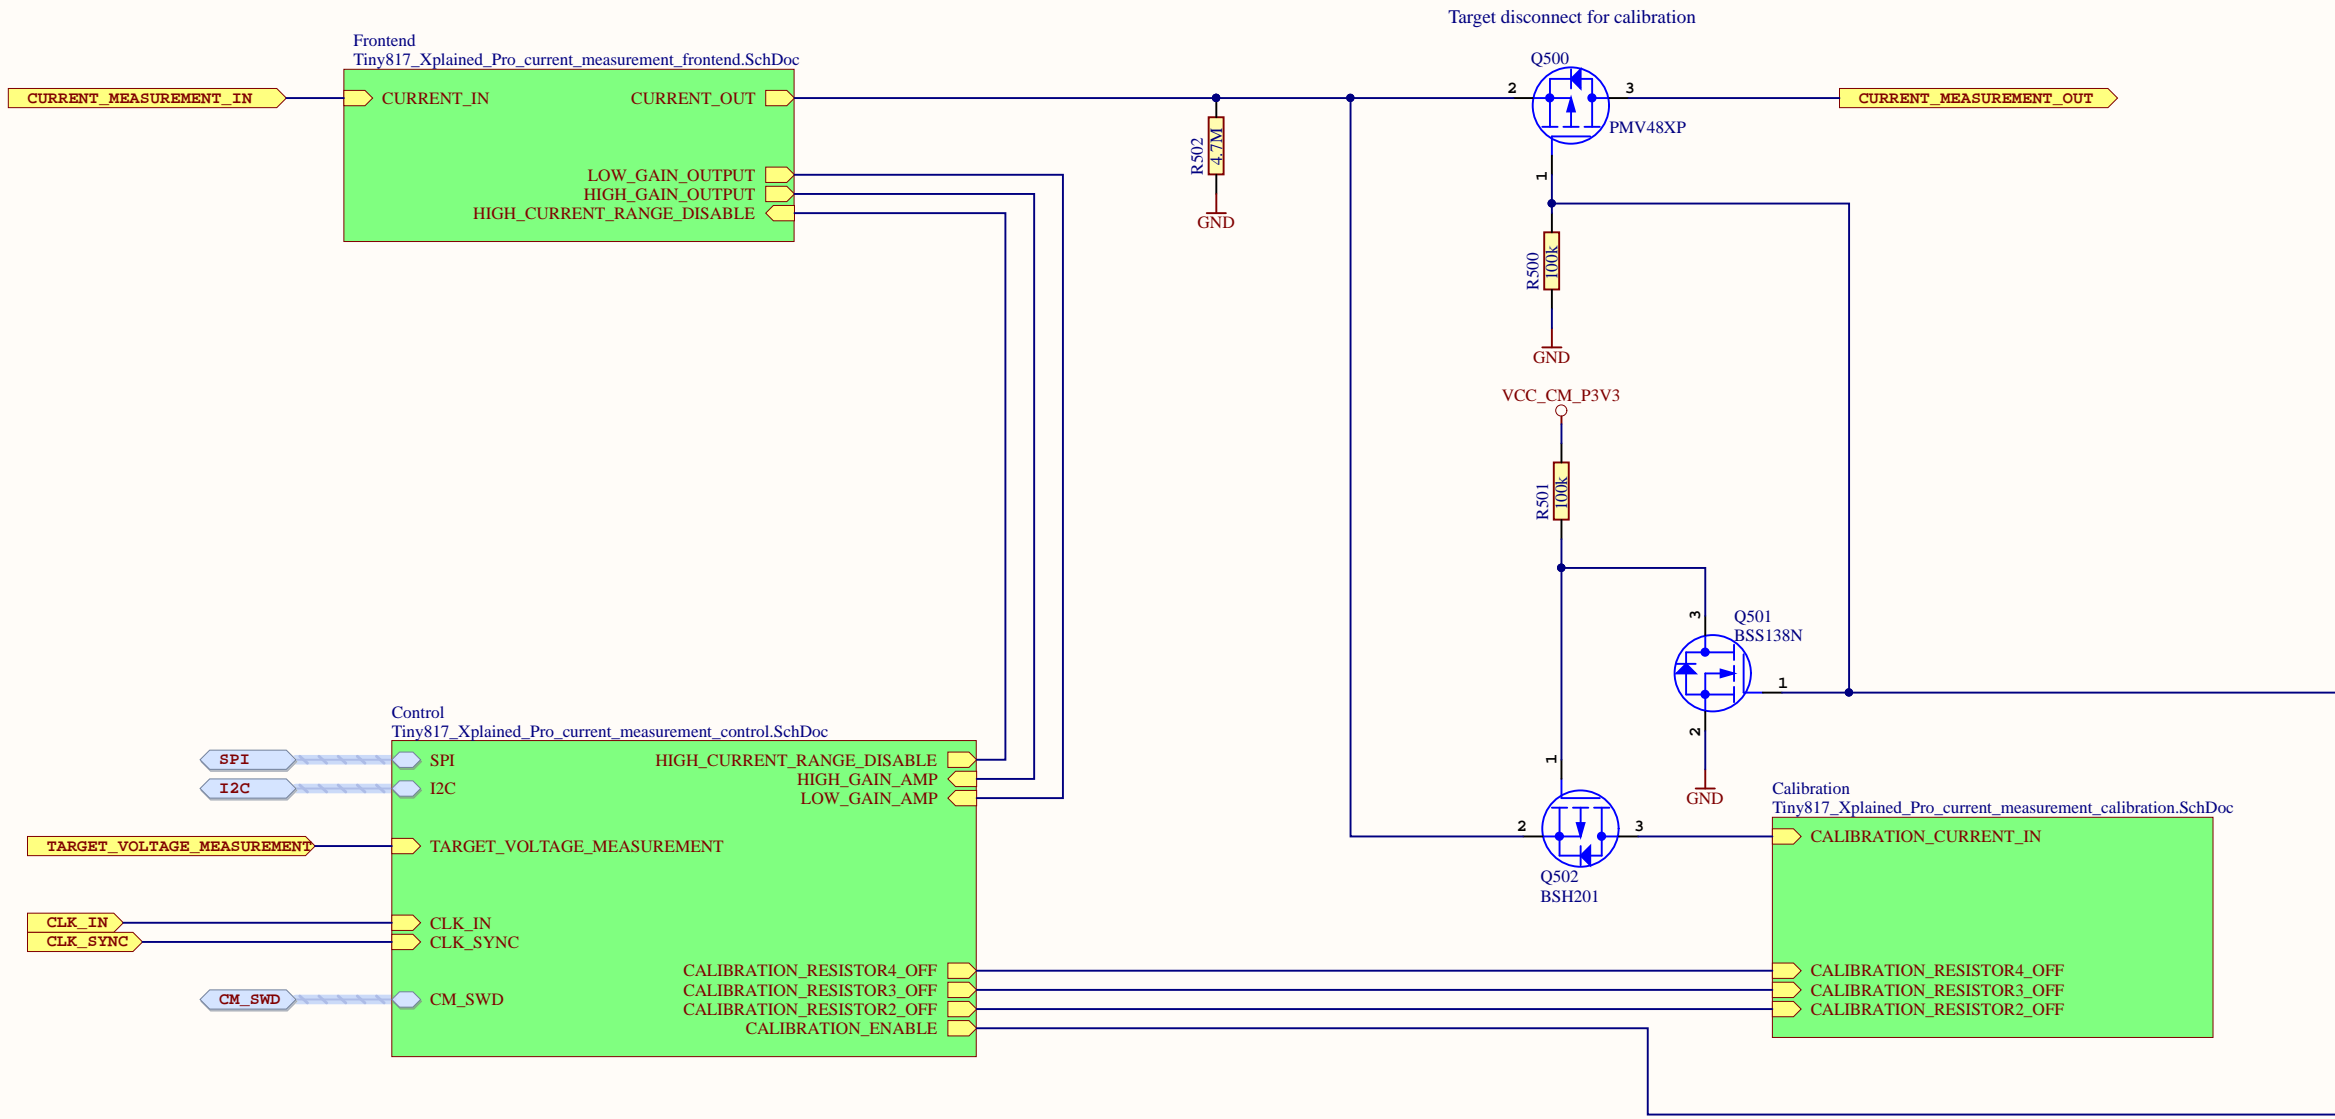 Target disconnect for calibration
Frontend
Tiny817_Xplained_Pro_current_measurement_frontend.SchDoc
Q500
CURRENT_MEASUREMENT_IN
CURRENT_IN
CURRENT_OUT
2
3
CURRENT_MEASUREMENT_OUT
PMV48XP
R502
4.7M
LOW_GAIN_OUTPUT
HIGH_GAIN_OUTPUT
HIGH_CURRENT_RANGE_DISABLE
1
GND
R500
100k
GND
VCC_CM_P3V3
R501
100k
3
Q501
BSS138N
1
2
GND
Control
Tiny817_Xplained_Pro_current_measurement_control.SchDoc
SPI
SPI
HIGH_CURRENT_RANGE_DISABLE
I2C
I2C
HIGH_GAIN_AMP
LOW_GAIN_AMP
1
Calibration
Tiny817_Xplained_Pro_current_measurement_calibration.SchDoc
2
3
CALIBRATION_CURRENT_IN
TARGET_VOLTAGE_MEASUREMENT
TARGET_VOLTAGE_MEASUREMENT
Q502
BSH201
CLK_IN
CLK_IN
CLK_SYNC
CLK_SYNC
CALIBRATION_RESISTOR4_OFF
CALIBRATION_RESISTOR4_OFF
CM_SWD
CM_SWD
CALIBRATION_RESISTOR3_OFF
CALIBRATION_RESISTOR3_OFF
CALIBRATION_RESISTOR2_OFF
CALIBRATION_RESISTOR2_OFF
CALIBRATION_ENABLE